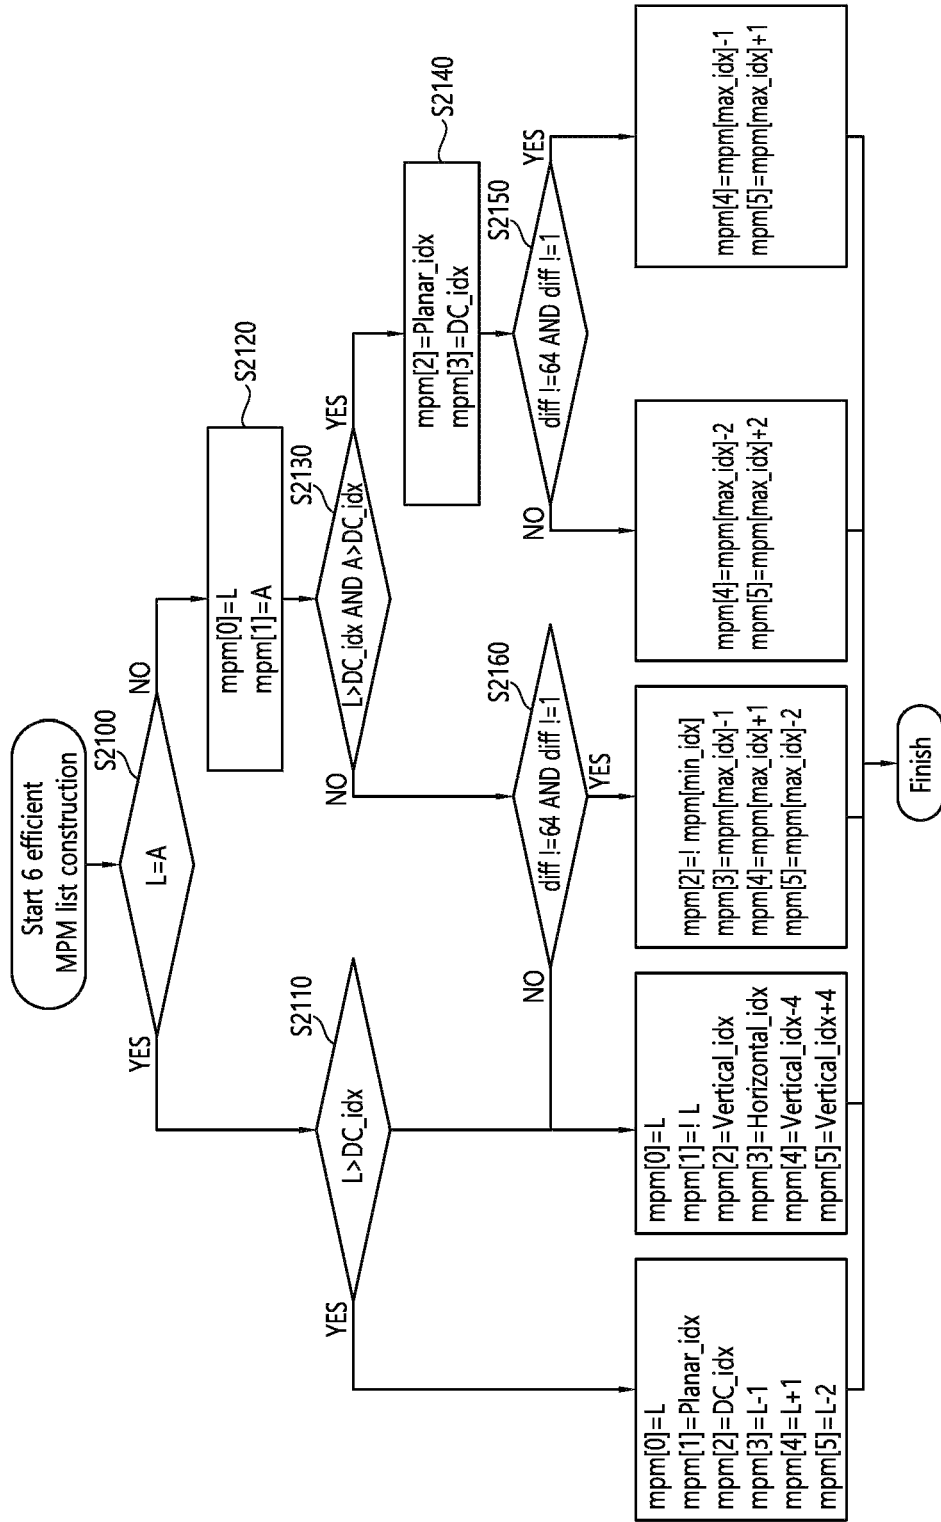 Start 6 efficient
MPM list construction
S2100
L=A
YES
NO
S2120
mpm[0]=L
mpm[1]=A
S2110
L>DC_idx
YES
S2130
L>DC_idx AND A>DC_idx
NO
YES
S2140
mpm[2]=Planar_idx
mpm[3]=DC_idx
S2160
diff !=64 AND diff !=1
NO
YES
S2150
diff !=64 AND diff !=1
NO
YES
mpm[0]=L
mpm[1]=Planar_idx
mpm[2]=DC_idx
mpm[3]=L-1
mpm[4]=L+1
mpm[5]=L-2
mpm[0]=L
mpm[1]=! L
mpm[2]=Vertical_idx
mpm[3]=Horizontal_idx
mpm[4]=Vertical_idx-4
mpm[5]=Vertical_idx+4
mpm[2]=! mpm[min_idx]
mpm[3]=mpm[max_idx]-1
mpm[4]=mpm[max_idx]+1
mpm[5]=mpm[max_idx]-2
mpm[4]=mpm[max_idx]-2
mpm[5]=mpm[max_idx]+2
mpm[4]=mpm[max_idx]-1
mpm[5]=mpm[max_idx]+1
Finish